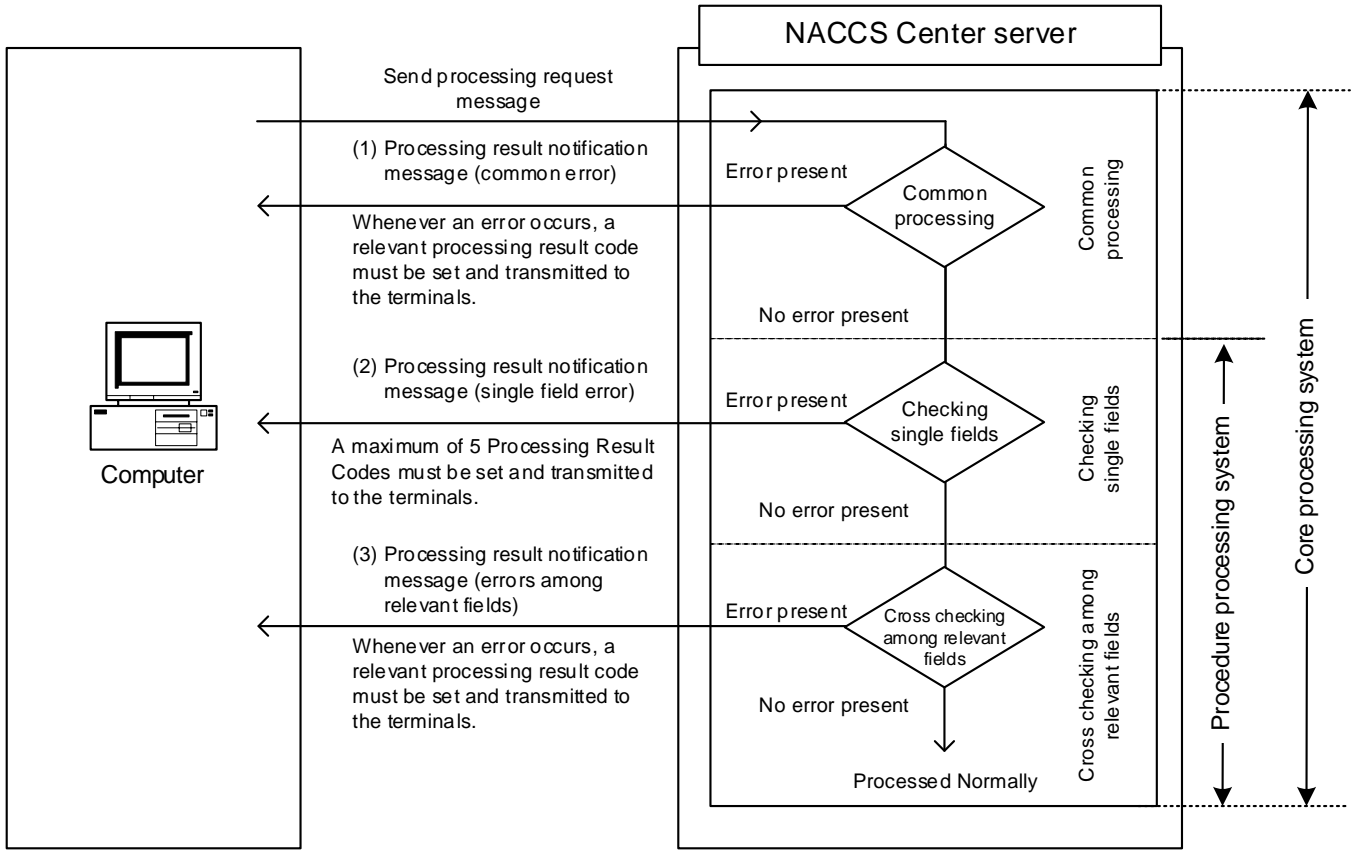 NACCS Center server
Send processing request
message
(1) Processing result notification
message (common error)
Error present
Common
processing
Common
processing
Whenever an error occurs, a
relevant processing result code
must be set and transmitted to
the terminals.
No error present
(2) Processing result notification
message (single field error)
Error present
Checking
single fields
Checking
single fields
Computer
A maximum of 5 Processing Result
Codes must be set and transmitted
to the terminals.
No error present
(3) Processing result notification
message (errors among
relevant fields)
Error present
Cross checking
among relevant
fields
Cross checking among
relevant fields
Whenever an error occurs, a
relevant processing result code
must be set and transmitted to
the terminals.
No error present
Processed Normally
Procedure processing system
Core processing system